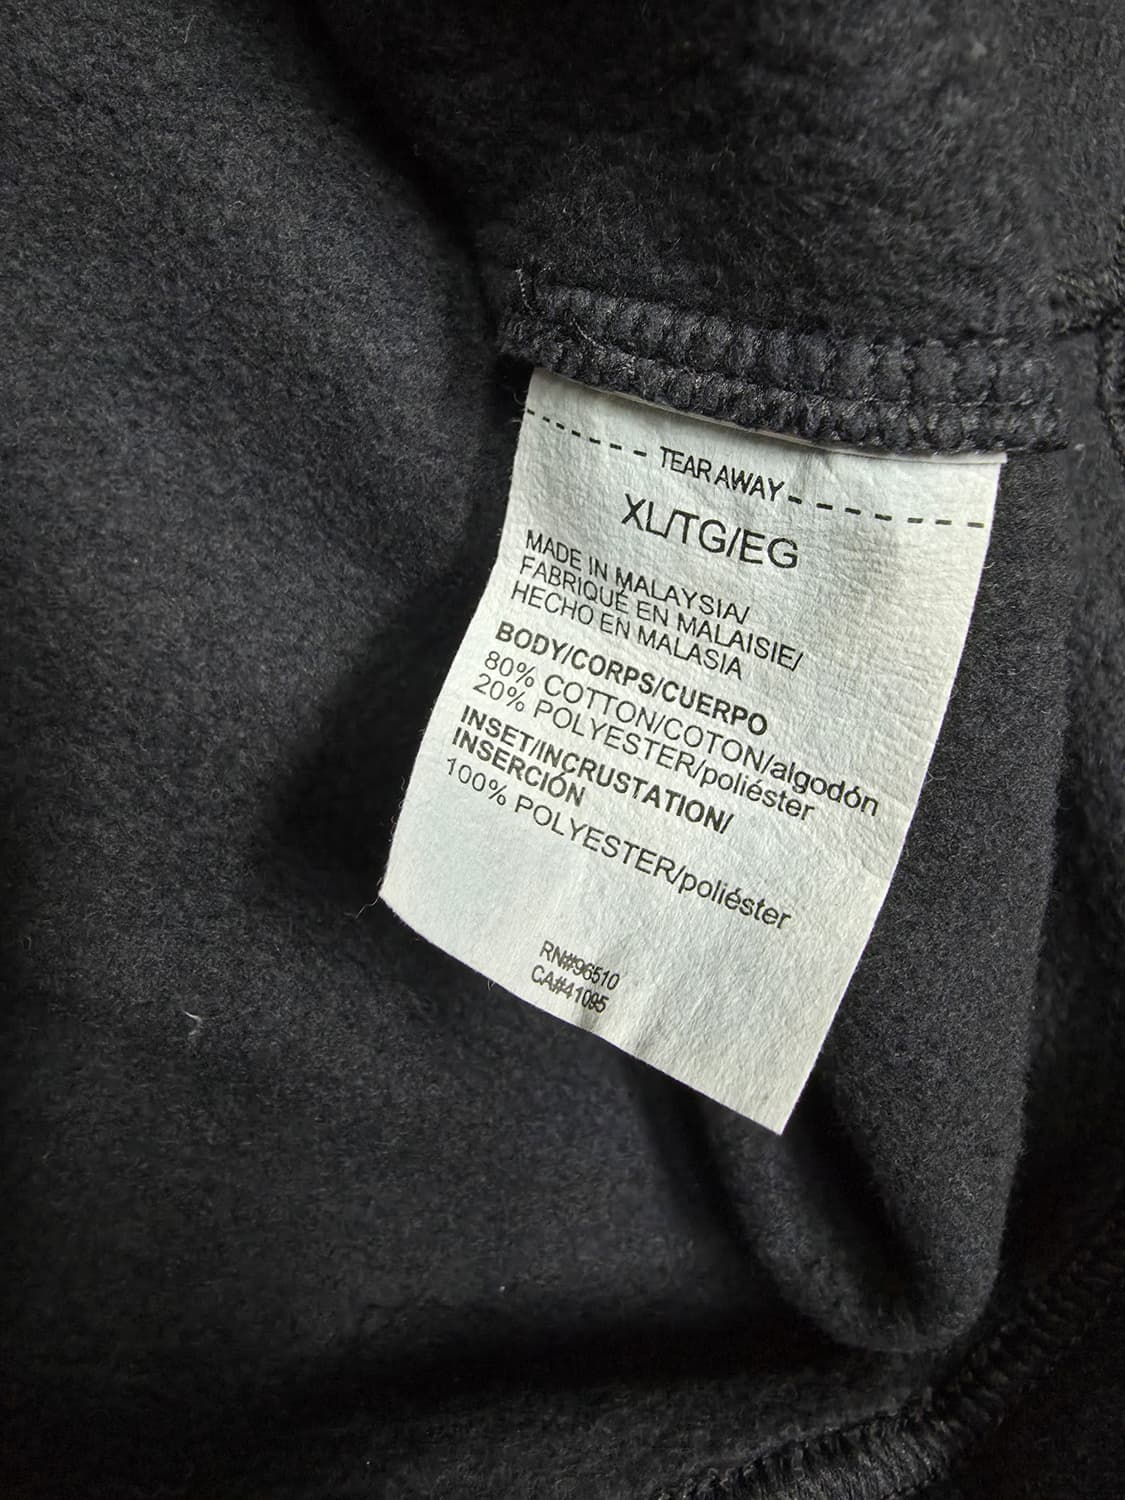 TEAR AWAY
XL/TG/EG
MADE IN MALAYSIA/
FABRIQUÉ EN MALAISIE/
HECHO EN MALASIA
BODY/CORPS/CUERPO
80% COTTON/COTON/algodón
20% POLYESTER/poliéster
INSET/INCRUSTATION/
INSERCIÓN
100% POLYESTER/poliéster
RN#96510
CA#41095